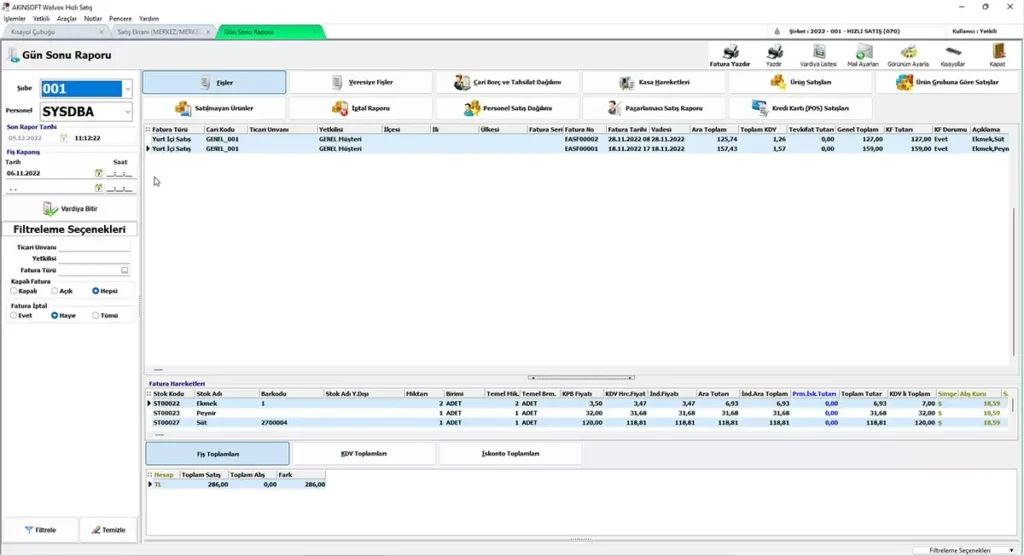 AKINSOFT Wolvox Hızlı Satış
İşlemler Yetkili Araçlar Notlar Pencere Yardım
Kısayol Çubuğu
Satış Ekranı (MERKEZ/MERKE
Gün Sonu Raporu
Şirket : 2022 - 001 - HIZLI SATIŞ (070)
Kullanıcı : Yetkili
Gün Sonu Raporu
Fatura Yazdır Yazdır Vardiya Listesi Mail Ayarları Görünüm Ayarla Kısayollar Kapat
Şube 001
Personel SYSDBA
Son Rapor Tarihi
09.12.2022 11:12:22
Fiş Kapanış
Tarih Saat
06.11.2022 __:__:__
. . __:__:__
Vardiya Bitir
Filtreleme Seçenekleri
Ticari Unvanı
Yetkilisi
Fatura Türü
Kapalı Fatura
Kapalı Açık Hepsi
Fatura İptal
Evet Hayır Tümü
Filtrele Temizle
Fişler Veresiye Fişler Çari Borç ve Tahsilat Dağılımı Kasa Hareketleri Ürün Satışları Ürün Grubuna Göre Satışlar
Satılmayan Ürünler İptal Raporu Personel Satış Dağılımı Pazarlamacı Satış Raporu Kredi Kartı (POS) Satışları
Fatura Türü Cari Kodu Ticari Unvanı Yetkilisi İlçesi İli Ülkesi Fatura Seri Fatura No Fatura Tarihi Vadesi Ara Toplam Toplam KDV Tevkifat Tutarı Genel Toplam KF Tutarı KF Durumu Açıklama
Yurt İçi Satış GENEL_001 GENEL Müşteri EASF00002 28.11.2022 08 28.11.2022 125,74 1,26 0,00 127,00 127,00 Evet Ekmek,Süt
Yurt İçi Satış GENEL_001 GENEL Müşteri EASF00001 18.11.2022 17 18.11.2022 157,43 1,57 0,00 159,00 159,00 Evet Ekmek,Peyn
Fatura Hareketleri
Stok Kodu Stok Adı Barkodu Stok Adı Y.Dışı Miktarı Birimi Temel Mik. Temel Brm. KPB Fiyatı KDV Hrc.Fiyat İnd.Fiyatı Ara Tutarı İnd.Ara Toplam Prm.İsk.Tutarı Toplam Tutar KDV li Toplam Simge Alış Kuru S
ST00022 Ekmek 1 2 ADET 2 ADET 3,50 3,47 3,47 6,93 6,93 0,00 6,93 7,00 $ 18,59
ST00023 Peynir 1 ADET 1 ADET 32,00 31,68 31,68 31,68 31,68 0,00 31,68 32,00 $ 18,59
ST00027 Süt 2700004 1 ADET 1 ADET 120,00 118,81 118,81 118,81 118,81 0,00 118,81 120,00 $ 18,59
Fiş Toplamları KDV Toplamları İskonto Toplamları
Hesap Toplam Satış Toplam Alış Fark
TL 286,00 0,00 286,00
Filtreleme Seçenekleri